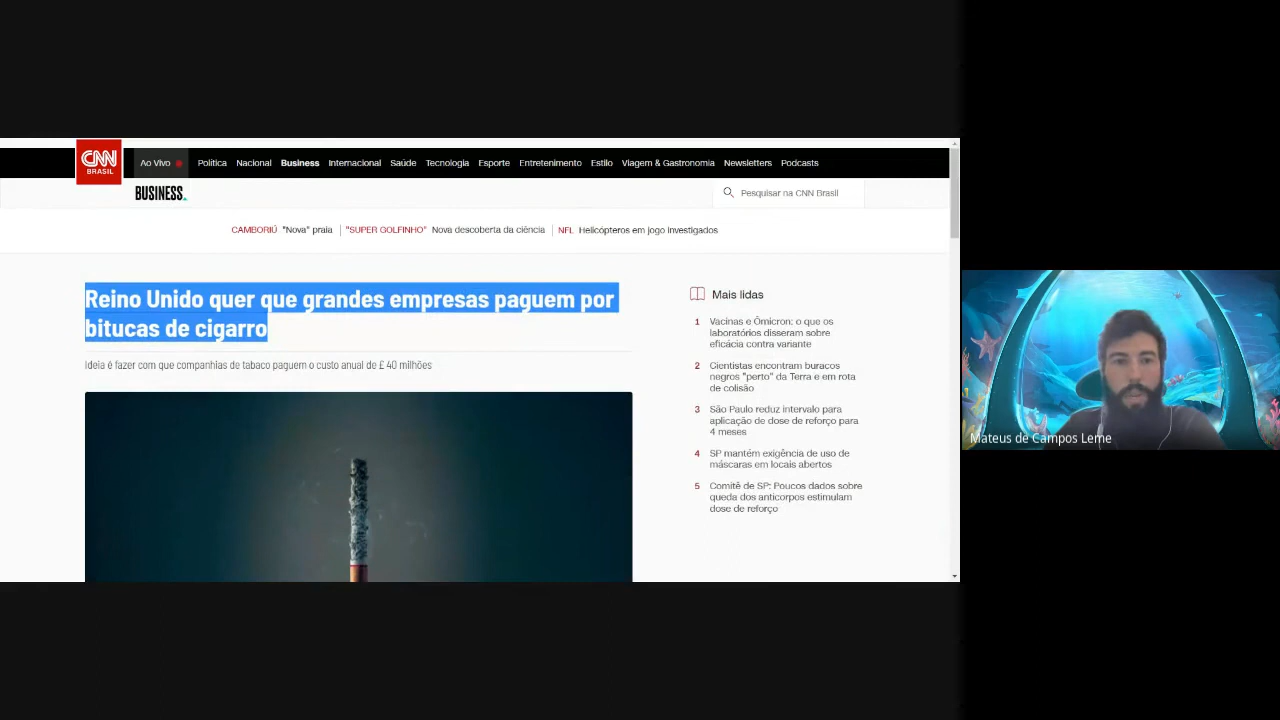 CNN
BRASIL
Ao Vivo Política Nacional Business Internacional Saúde Tecnologia Esporte Entretenimento Estilo Viagem & Gastronomia Newsletters Podcasts
BUSINESS.
Pesquisar na CNN Brasil
CAMBORIÚ "Nova" praia "SUPER GOLFINHO" Nova descoberta da ciência NFL Helicópteros em jogo investigados
Reino Unido quer que grandes empresas paguem por
bitucas de cigarro
Ideia é fazer com que companhias de tabaco paguem o custo anual de £ 40 milhões
Mais lidas
1 Vacinas e Ômicron: o que os
laboratórios disseram sobre
eficácia contra variante
2 Cientistas encontram buracos
negros "perto" da Terra e em rota
de colisão
3 São Paulo reduz intervalo para
aplicação de dose de reforço para
4 meses
4 SP mantém exigência de uso de
máscaras em locais abertos
5 Comitê de SP: Poucos dados sobre
queda dos anticorpos estimulam
dose de reforço
Mateus de Campos Leme